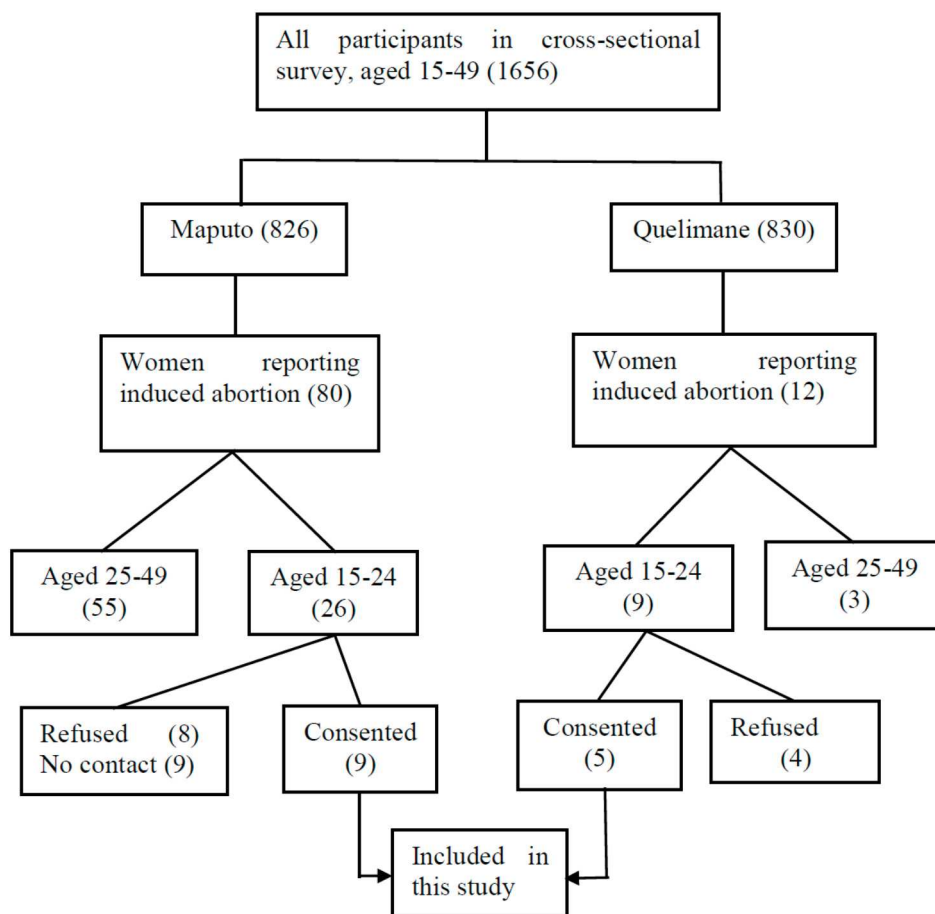 All participants in cross-sectional
survey, aged 15-49 (1656)
Maputo (826)
Quelimane (830)
Women reporting
induced abortion (80)
Women reporting
induced abortion (12)
Aged 25-49
(55)
Aged 15-24
(26)
Aged 15-24
(9)
Aged 25-49
(3)
Refused (8)
No contact (9)
Consented
(9)
Consented
(5)
Refused
(4)
Included in
this study